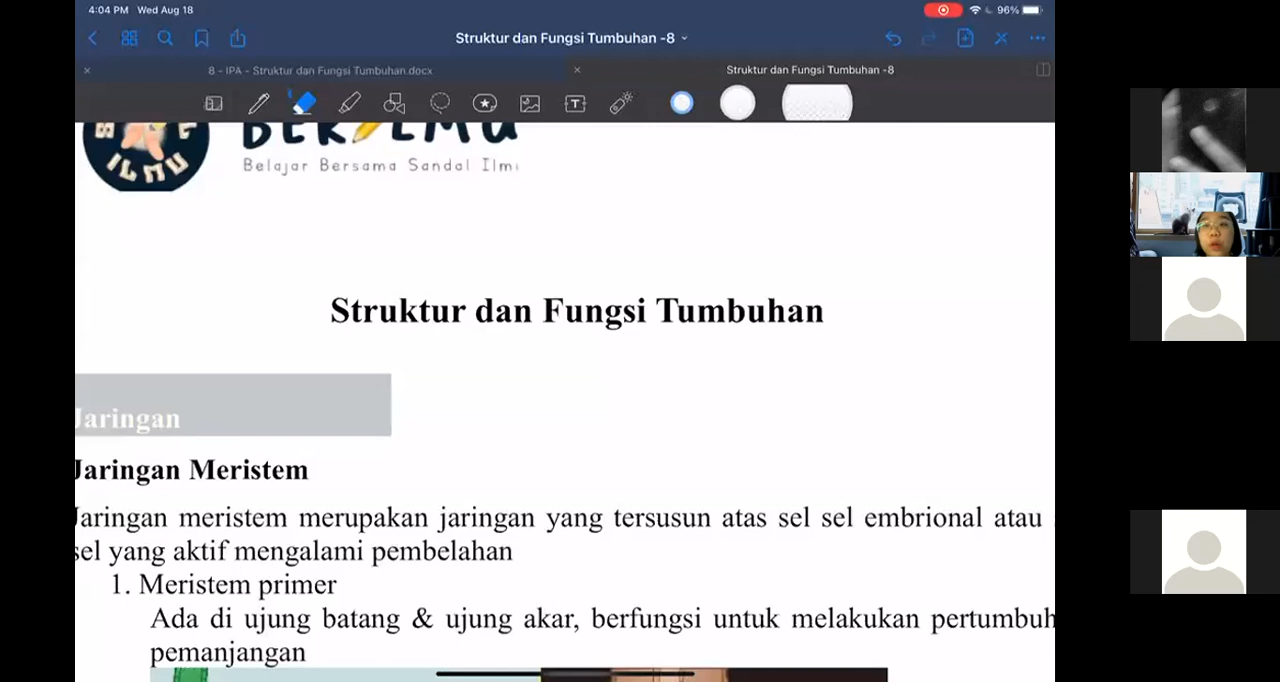 4:04 PM Wed Aug 18
96%
Struktur dan Fungsi Tumbuhan -8
8 - IPA - Struktur dan Fungsi Tumbuhan.docx
Struktur dan Fungsi Tumbuhan -8
ILMU
BERTEMU
Belajar Bersama Sandal Ilmi
Struktur dan Fungsi Tumbuhan
Jaringan
Jaringan Meristem
Jaringan meristem merupakan jaringan yang tersusun atas sel sel embrional atau
sel yang aktif mengalami pembelahan
1. Meristem primer
Ada di ujung batang & ujung akar, berfungsi untuk melakukan pertumbuh
pemanjangan